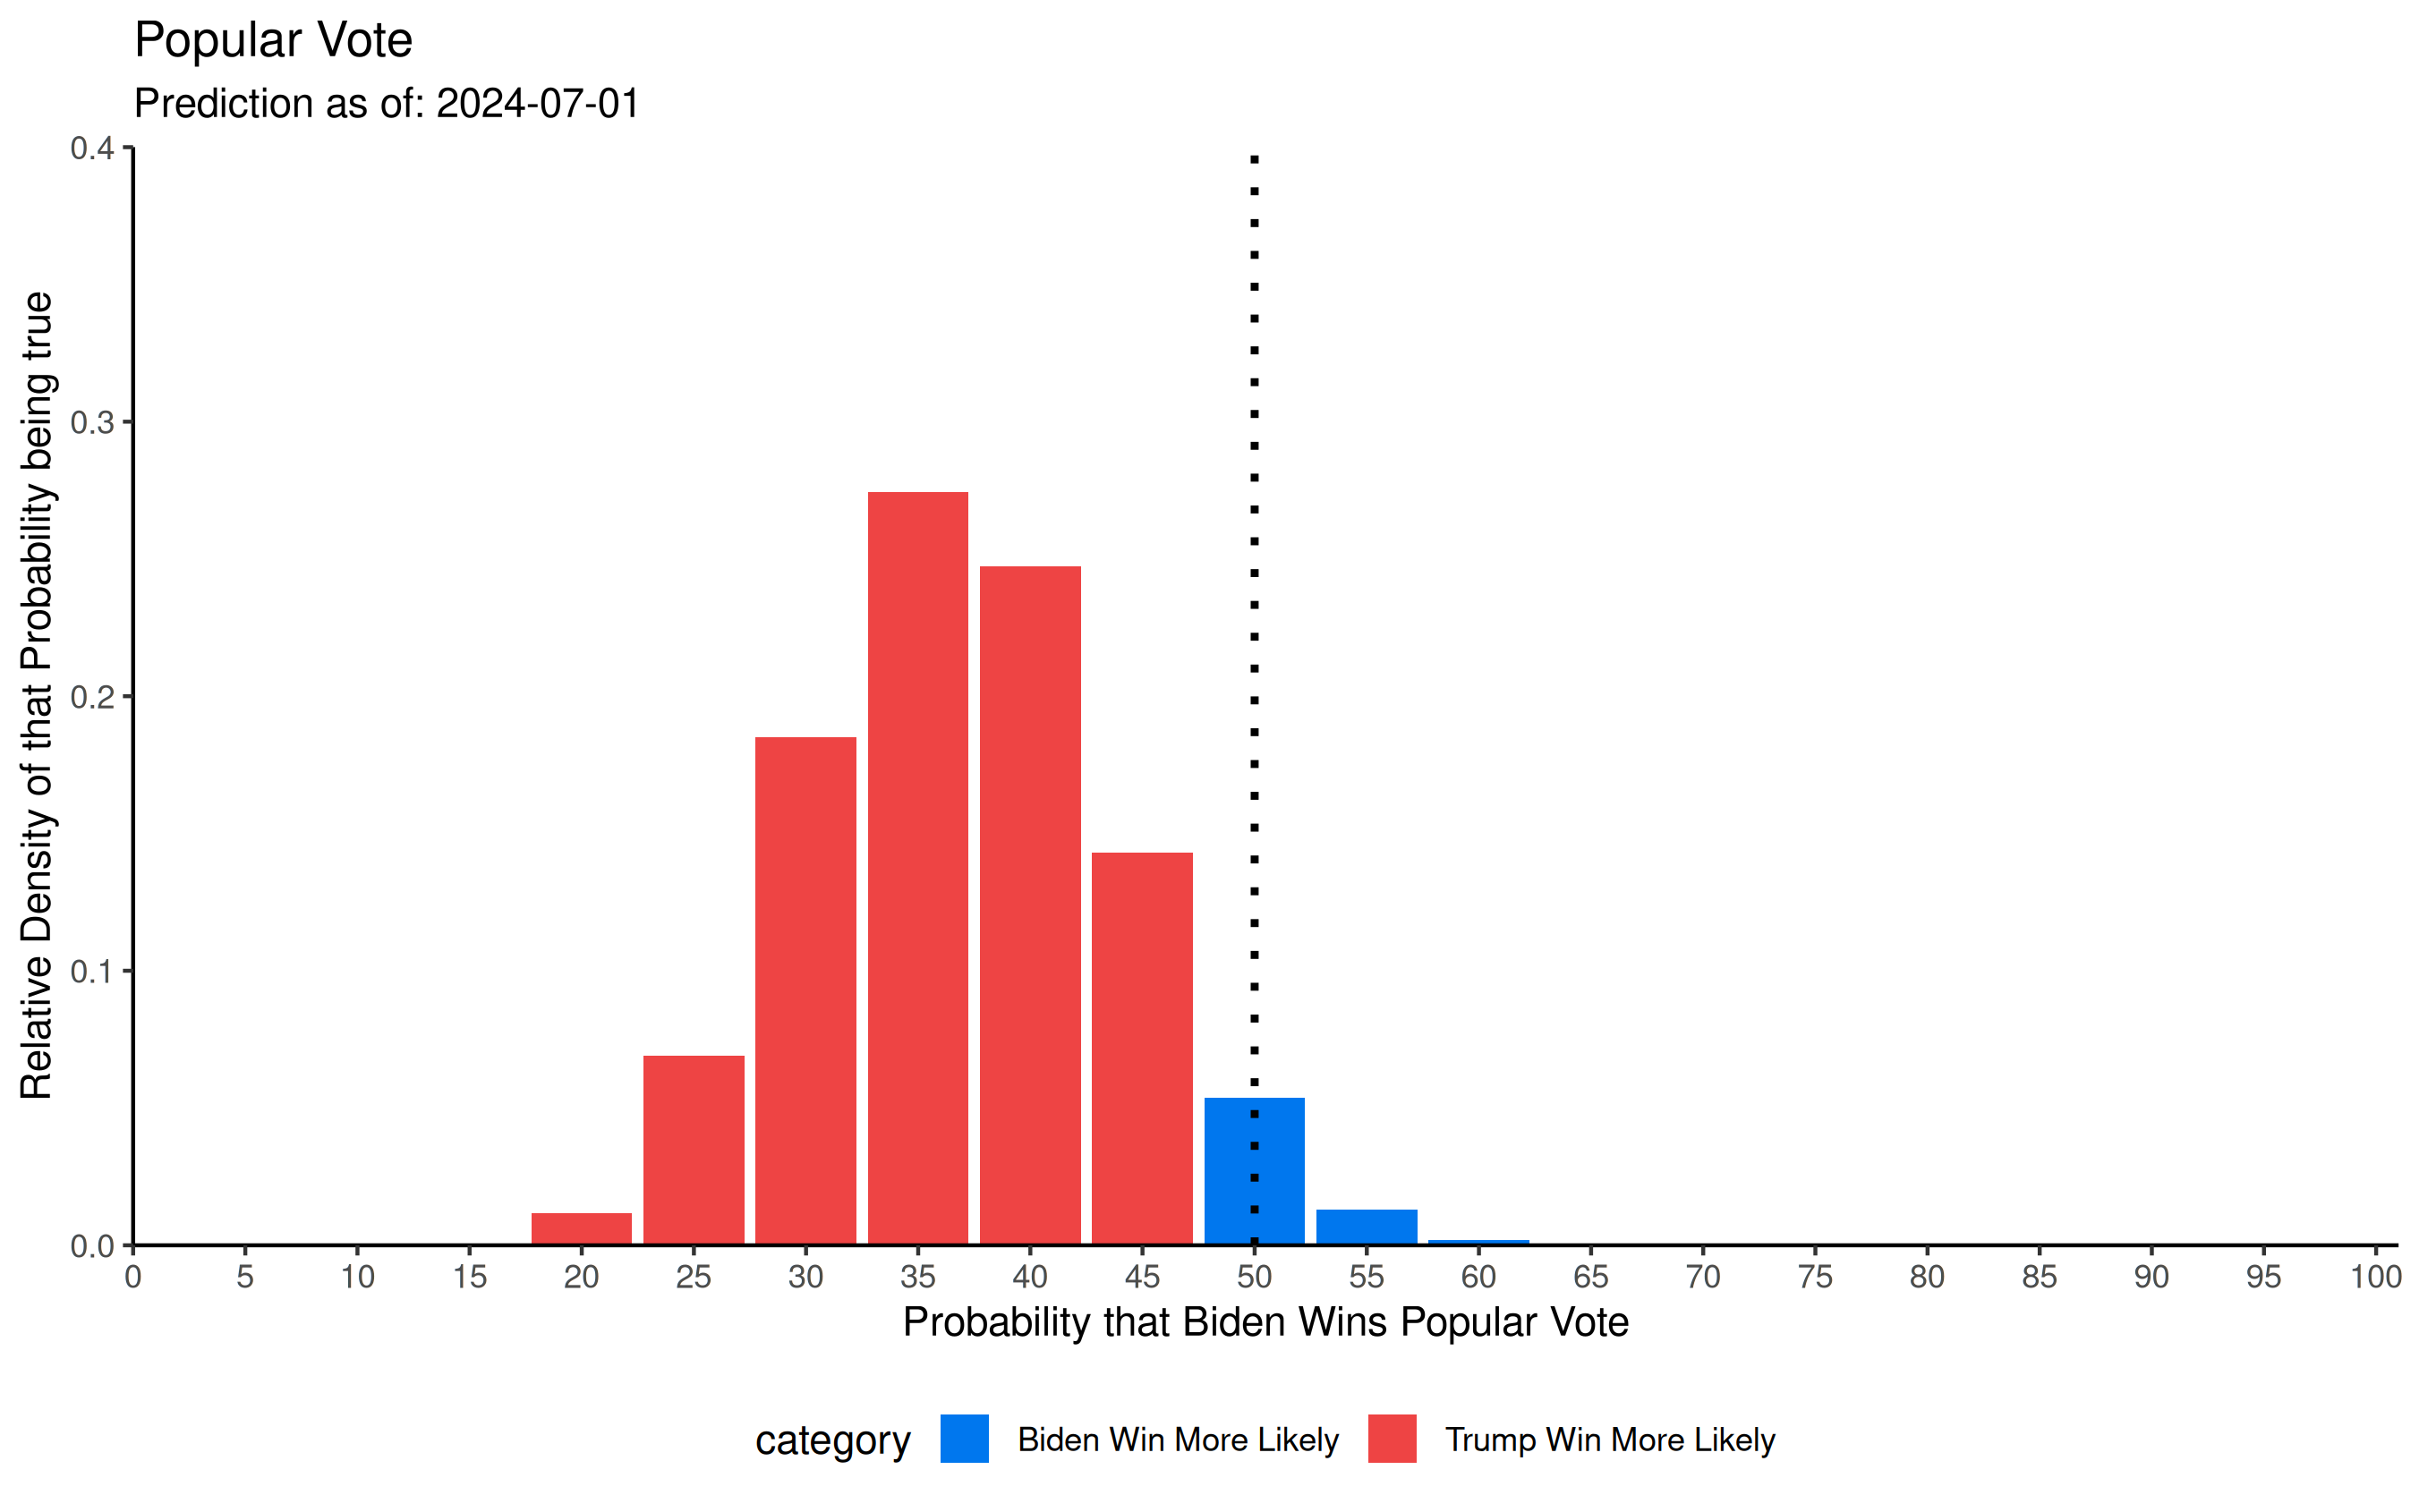 Popular Vote
Prediction as of: 2024-07-01
Relative Density of that Probability being true
0.4
0.3
0.2
0.1
0.0
0 5 10 15 20 25 30 35 40 45 50 55 60 65 70 75 80 85 90 95 100
Probability that Biden Wins Popular Vote
category Biden Win More Likely Trump Win More Likely